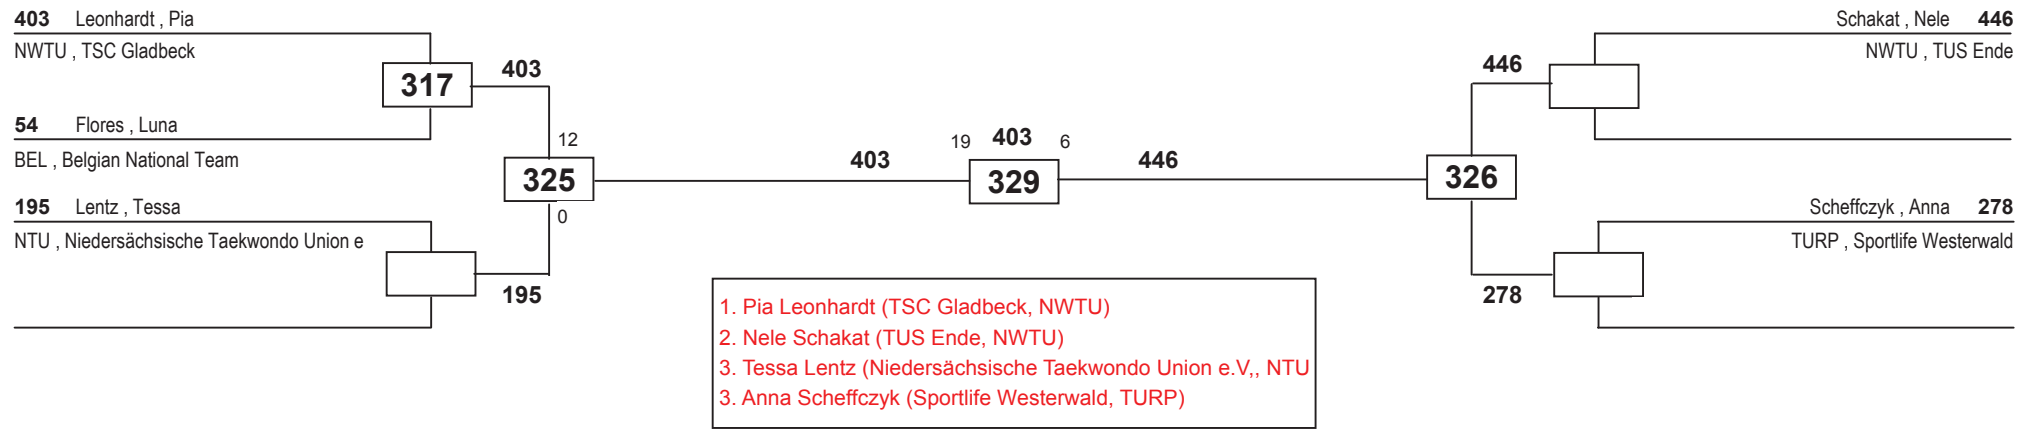 403 Leonhardt , Pia
NWTU , TSC Gladbeck
317
403
54 Flores , Luna
BEL , Belgian National Team
12
325
0
195 Lentz , Tessa
NTU , Niedersächsische Taekwondo Union e
195
403
19 403 6
329
446
Schakat , Nele 446
NWTU , TUS Ende
446
326
Scheffczyk , Anna 278
TURP , Sportlife Westerwald
278
1. Pia Leonhardt (TSC Gladbeck, NWTU)
2. Nele Schakat (TUS Ende, NWTU)
3. Tessa Lentz (Niedersächsische Taekwondo Union e.V,, NTU
3. Anna Scheffczyk (Sportlife Westerwald, TURP)